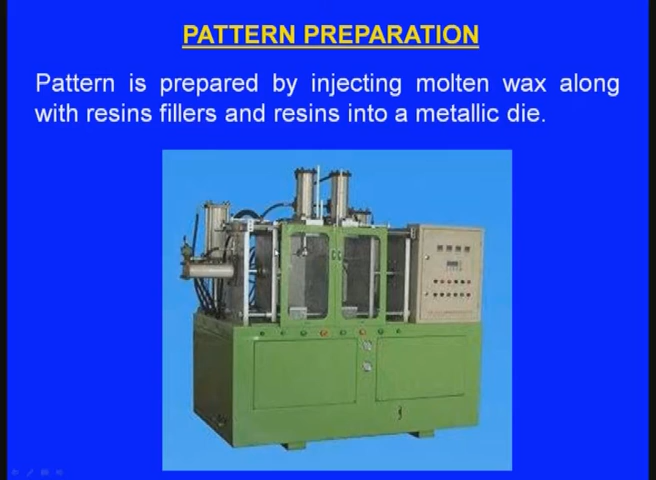 PATTERN PREPARATION
Pattern is prepared by injecting molten wax along
with resins fillers and resins into a metallic die.